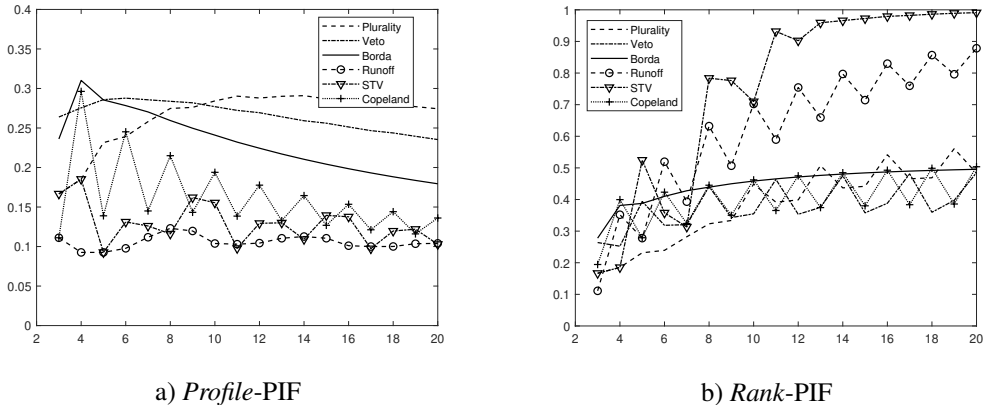 0.4
0.35
0.3
0.25
0.2
0.15
0.1
0.05
0
2 4 6 8 10 12 14 16 18 20
Plurality
Veto
Borda
Runoff
STV
Copeland
a) Profile-PIF
1
0.9
0.8
0.7
0.6
0.5
0.4
0.3
0.2
0.1
0
2 4 6 8 10 12 14 16 18 20
Plurality
Veto
Borda
Runoff
STV
Copeland
b) Rank-PIF